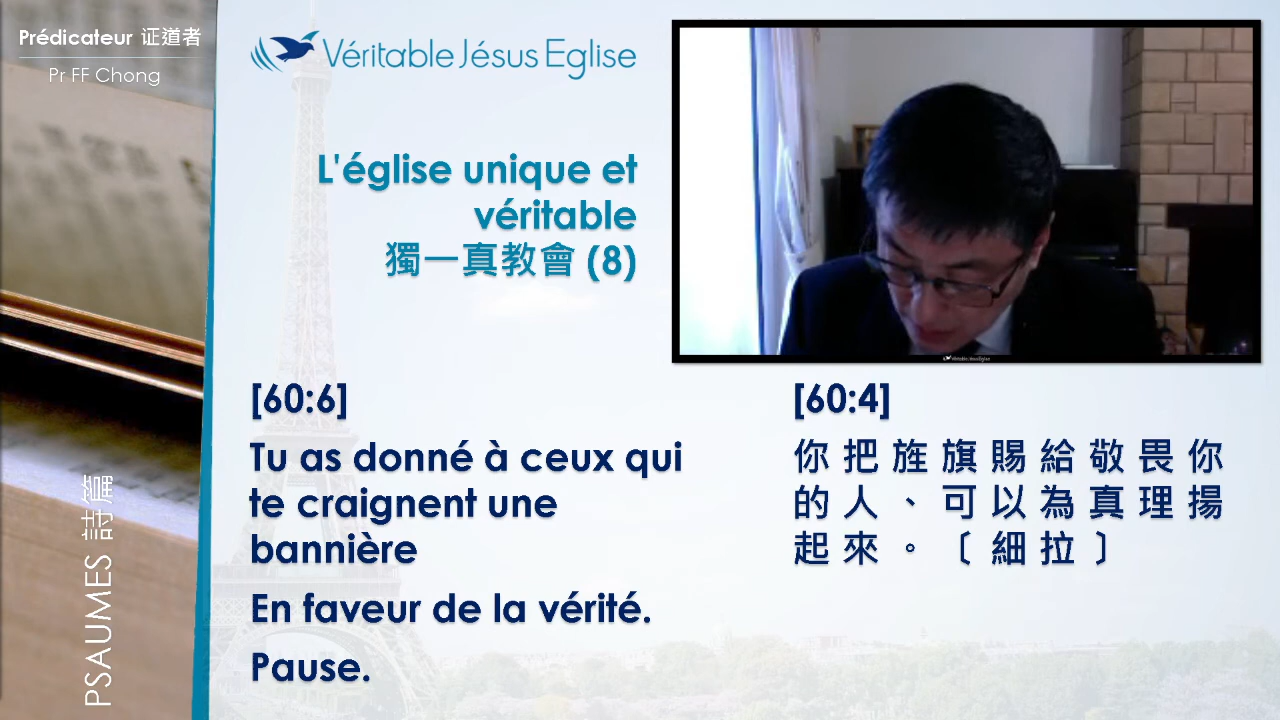 Prédicateur 证道者
Pr FF Chong
Véritable Jésus Eglise
L'église unique et
véritable
獨一真教會 (8)
[60:6]
Tu as donné à ceux qui
te craignent une
bannière
En faveur de la vérité.
Pause.
[60:4]
你把旌旗賜給敬畏你
的人、可以為真理揚
起來。〔細拉〕
PSAUMES 詩篇
Véritable Jésus Eglise